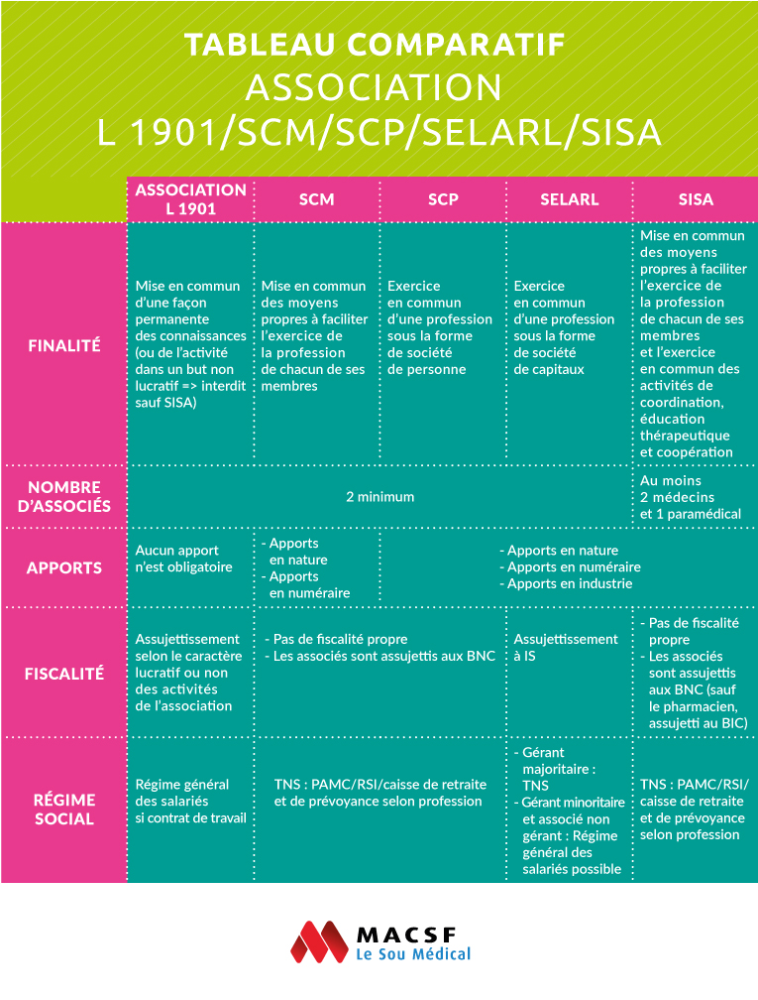 TABLEAU COMPARATIF
ASSOCIATION
L 1901/SCM/SCP/SELARL/SISA
ASSOCIATION
L 1901
SCM
SCP
SELARL
SISA
FINALITÉ
Mise en commun
d’une façon
permanente
des connaissances
(ou de l’activité
dans un but non
lucratif => interdit
sauf SISA)
Mise en commun
des moyens
propres à faciliter
l’exercice de
la profession
de chacun de ses
membres
Exercice
en commun
d’une profession
sous la forme
de société
de personne
Exercice
en commun
d’une profession
sous la forme
de société
de capitaux
Mise en commun
des moyens
propres à faciliter
l’exercice de
la profession
de chacun de ses
membres
et l’exercice
en commun des
activités de
coordination,
éducation
thérapeutique
et coopération
NOMBRE
D’ASSOCIÉS
2 minimum
Au moins
2 médecins
et 1 paramédical
APPORTS
Aucun apport
n’est obligatoire
- Apports
en nature
- Apports
en numéraire
- Apports en nature
- Apports en numéraire
- Apports en industrie
FISCALITÉ
Assujettissement
selon le caractère
lucratif ou non
des activités
de l’association
- Pas de fiscalité propre
- Les associés sont assujettis aux BNC
Assujettissement
à IS
- Pas de fiscalité
propre
- Les associés
sont assujettis
aux BNC (sauf
le pharmacien,
assujetti au BIC)
RÉGIME
SOCIAL
Régime général
des salariés
si contrat de travail
TNS : PAMC/RSI/caisse de retraite
et de prévoyance selon profession
- Gérant
majoritaire :
TNS
- Gérant minoritaire
et associé non
gérant : Régime
général des
salariés possible
TNS : PAMC/RSI/
caisse de retraite
et de prévoyance
selon profession
MACSF
Le Sou Médical